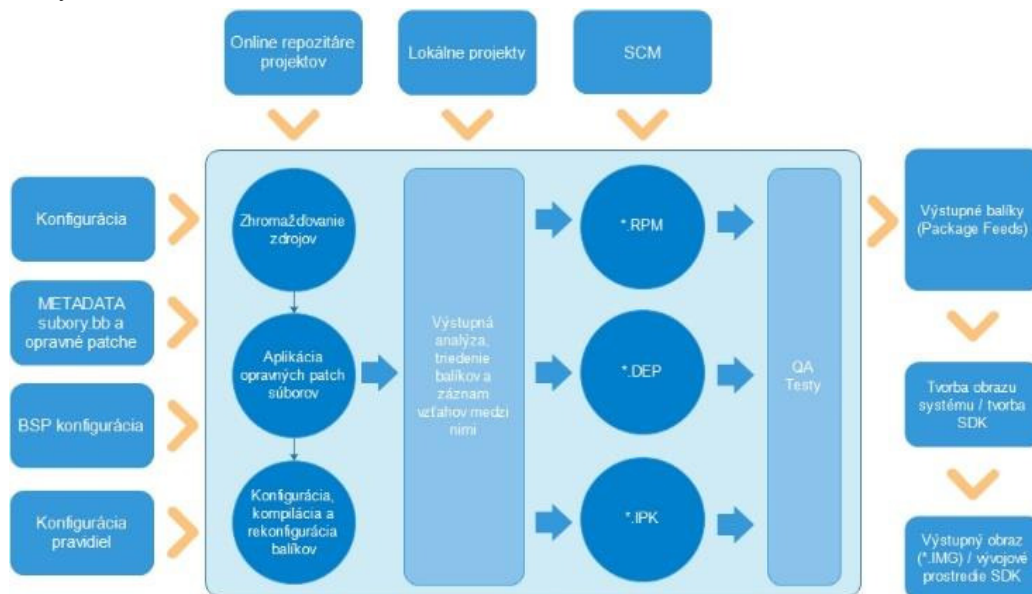 Online repozitáre
projektov
Lokálne projekty
SCM
Konfigurácia
METADATA
subory.bb a
opravné patche
BSP konfigurácia
Konfigurácia
pravidiel
Zhromažďovanie
zdrojov
Aplikácia
opravných patch
súborov
Konfigurácia,
kompilácia a
rekonfigurácia
balíkov
Výstupná
analýza,
triedenie
balíkov a
záznam
vzťahov medzi
nimi
*.RPM
*.DEP
*.IPK
QA
Testy
Výstupné balíky
(Package Feeds)
Tvorba obrazu
systému / tvorba
SDK
Výstupný obraz
(*.IMG) / vývojové
prostredie SDK